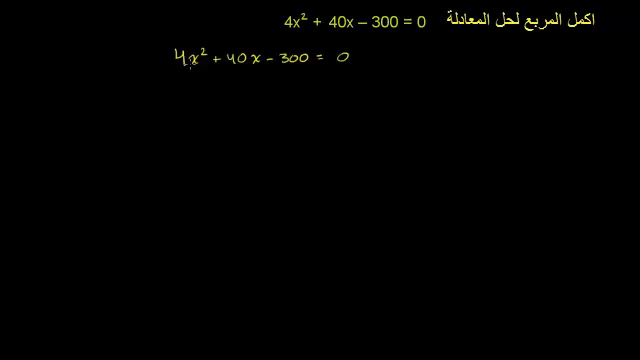 اكمل المربع لحل المعادلة 4x² + 40x – 300 = 0
4x² + 40x - 300 = 0